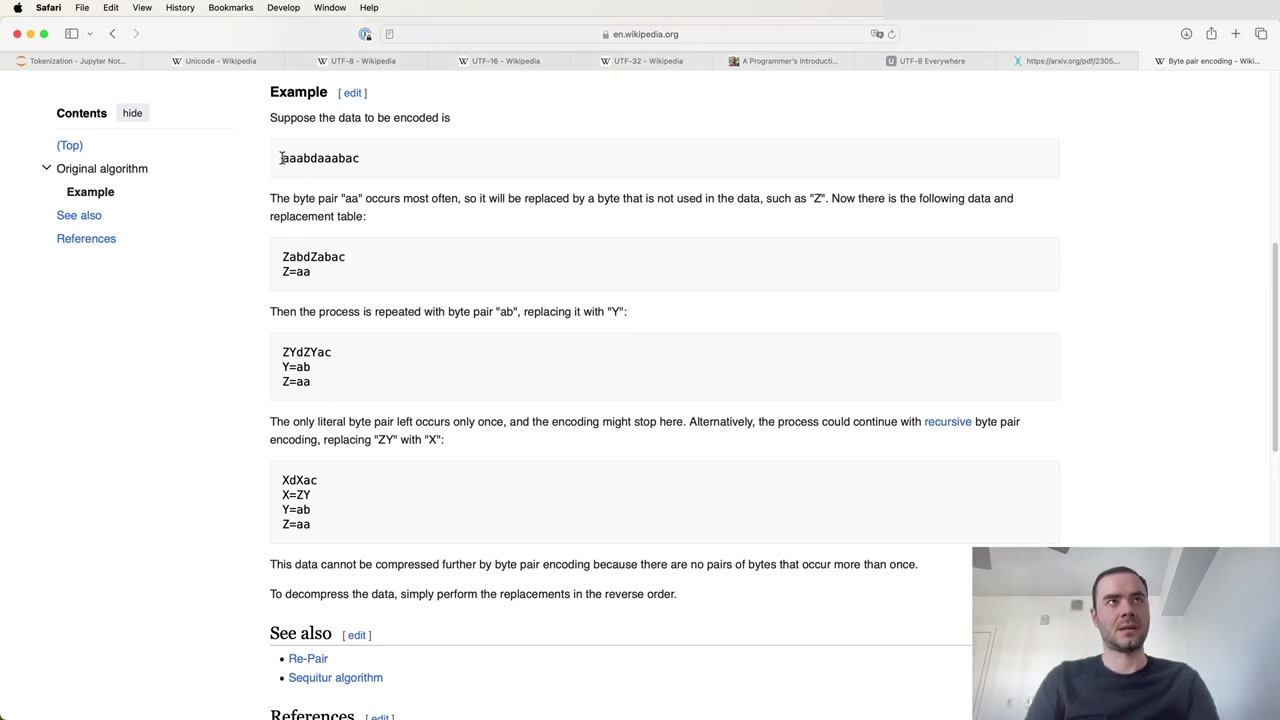 Safari File Edit View History Bookmarks Develop Window Help
en.wikipedia.org
Tokenization - Jupyter Not... Unicode - Wikipedia UTF-8 - Wikipedia UTF-16 - Wikipedia UTF-32 - Wikipedia A Programmer's Introducti... UTF-8 Everywhere https://arxiv.org/pdf/2305.... Byte pair encoding - Wiki...
Contents hide
(Top)
Original algorithm
Example
See also
References
Example [ edit ]
Suppose the data to be encoded is
aaabdaaabac
The byte pair "aa" occurs most often, so it will be replaced by a byte that is not used in the data, such as "Z". Now there is the following data and
replacement table:
ZabdZabac
Z=aa
Then the process is repeated with byte pair "ab", replacing it with "Y":
ZYdZYac
Y=ab
Z=aa
The only literal byte pair left occurs only once, and the encoding might stop here. Alternatively, the process could continue with recursive byte pair
encoding, replacing "ZY" with "X":
XdXac
X=ZY
Y=ab
Z=aa
This data cannot be compressed further by byte pair encoding because there are no pairs of bytes that occur more than once.
To decompress the data, simply perform the replacements in the reverse order.
See also [ edit ]
• Re-Pair
• Sequitur algorithm
References [ edit ]